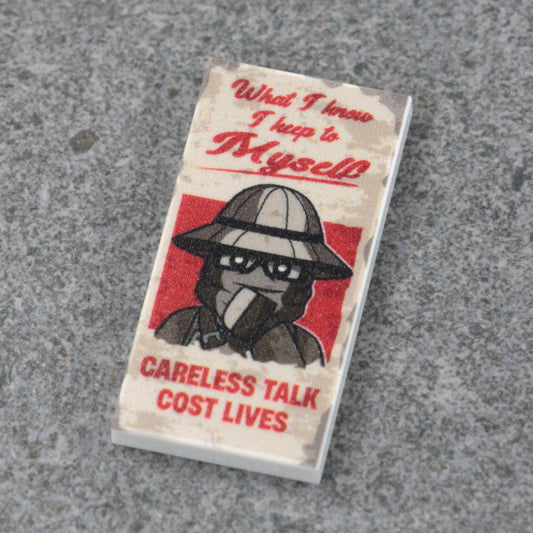 What I know
I keep to
Myself
CARELESS TALK
COST LIVES